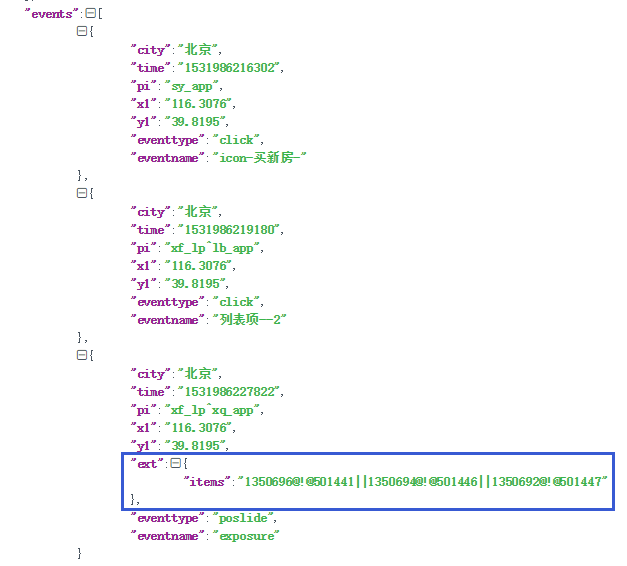 "events":[
{
"city":"北京",
"time":"1531986216302",
"pi":"sy_app",
"x1":"116.3076",
"y1":"39.8195",
"eventtype":"click",
"eventname":"icon-买新房-"
},
{
"city":"北京",
"time":"1531986219180",
"pi":"xf_lp^lb_app",
"x1":"116.3076",
"y1":"39.8195",
"eventtype":"click",
"eventname":"列表项--2"
},
{
"city":"北京",
"time":"1531986227822",
"pi":"xf_lp^xq_app",
"x1":"116.3076",
"y1":"39.8195",
"ext":{
"items":"1350696@!@501441||1350694@!@501446||1350692@!@501447"
},
"eventtype":"poslide",
"eventname":"exposure"
}